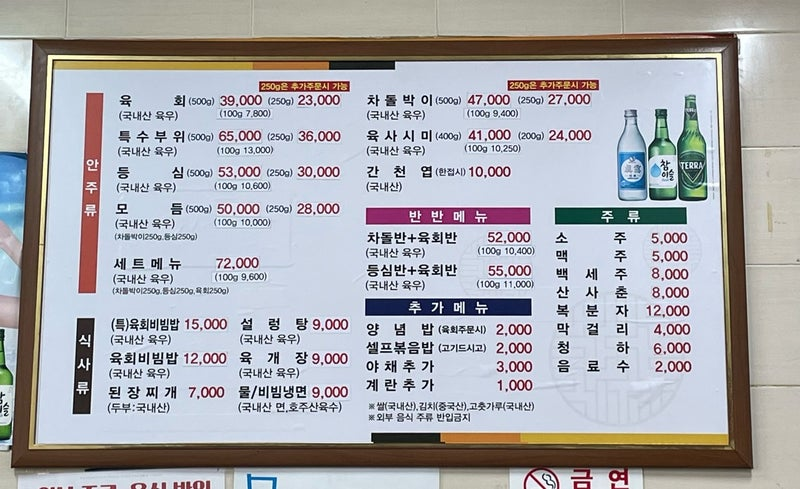 250g은 추가주문시 가능
안주류
육 회 (500g) 39,000 (250g) 23,000
(국내산 육우) (100g 7,800)
특수부위 (500g) 65,000 (250g) 36,000
(국내산 육우) (100g 13,000)
등 심 (500g) 53,000 (250g) 30,000
(국내산 육우) (100g 10,600)
모 듬 (500g) 50,000 (250g) 28,000
(국내산 육우) (100g 10,000)
(차돌박이250g,등심250g)
세트메뉴 72,000
(국내산 육우) (100g 9,600)
(차돌박이250g,등심250g,육회250g)
250g은 추가주문시 가능
차돌박이 (500g) 47,000 (250g) 27,000
(국내산 육우) (100g 9,400)
육사시미 (400g) 41,000 (200g) 24,000
(국내산 육우) (100g 10,250)
간천엽 (한접시) 10,000
(국내산)
식사류
(특)육회비빔밥 15,000
(국내산 육우)
육회비빔밥 12,000
(국내산 육우)
된장찌개 7,000
(두부:국내산)
설렁탕 9,000
(국내산 육우)
육개장 9,000
(국내산 육우)
물/비빔냉면 9,000
(국내산 면,호주산육수)
반반메뉴
차돌반+육회반 52,000
(국내산 육우) (100g 10,400)
등심반+육회반 55,000
(국내산 육우) (100g 11,000)
추가메뉴
양념밥 (육회주문시) 2,000
셀프볶음밥 (고기드시고) 2,000
야채추가 3,000
계란추가 1,000
※쌀(국내산),김치(중국산),고춧가루(국내산)
※외부 음식 주류 반입금지
주류
소 주 5,000
맥 주 5,000
백 세 주 8,000
산 사 춘 8,000
복 분 자 12,000
막 걸 리 4,000
청 하 6,000
음 료 수 2,000
참이슬
TERRA
금연